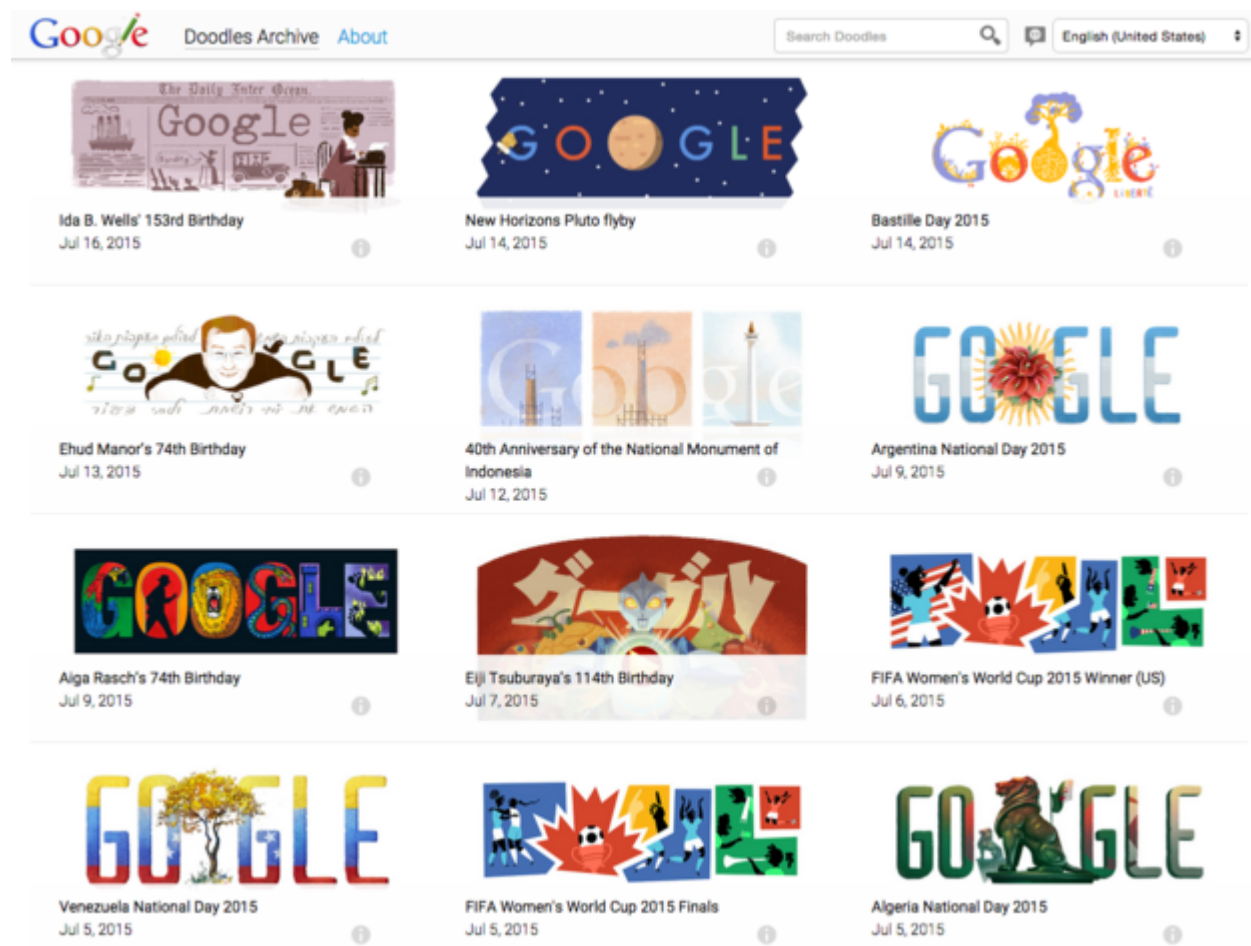 Google Doodles Archive About Search Doodles English (United States)
The Daily Inter Ocean.
Google
Ida B. Wells' 153rd Birthday
Jul 16, 2015
GOGLE
New Horizons Pluto flyby
Jul 14, 2015
Google
LIBERTÉ
Bastille Day 2015
Jul 14, 2015
GOOGLE
Ehud Manor's 74th Birthday
Jul 13, 2015
Google
40th Anniversary of the National Monument of
Indonesia
Jul 12, 2015
GOOGLE
Argentina National Day 2015
Jul 9, 2015
GOOGLE
Aiga Rasch's 74th Birthday
Jul 9, 2015
グーグル
Eiji Tsuburaya's 114th Birthday
Jul 7, 2015
FIFA Women's World Cup 2015 Winner (US)
Jul 6, 2015
GOOGLE
Venezuela National Day 2015
Jul 5, 2015
FIFA Women's World Cup 2015 Finals
Jul 5, 2015
GOOGLE
Algeria National Day 2015
Jul 5, 2015